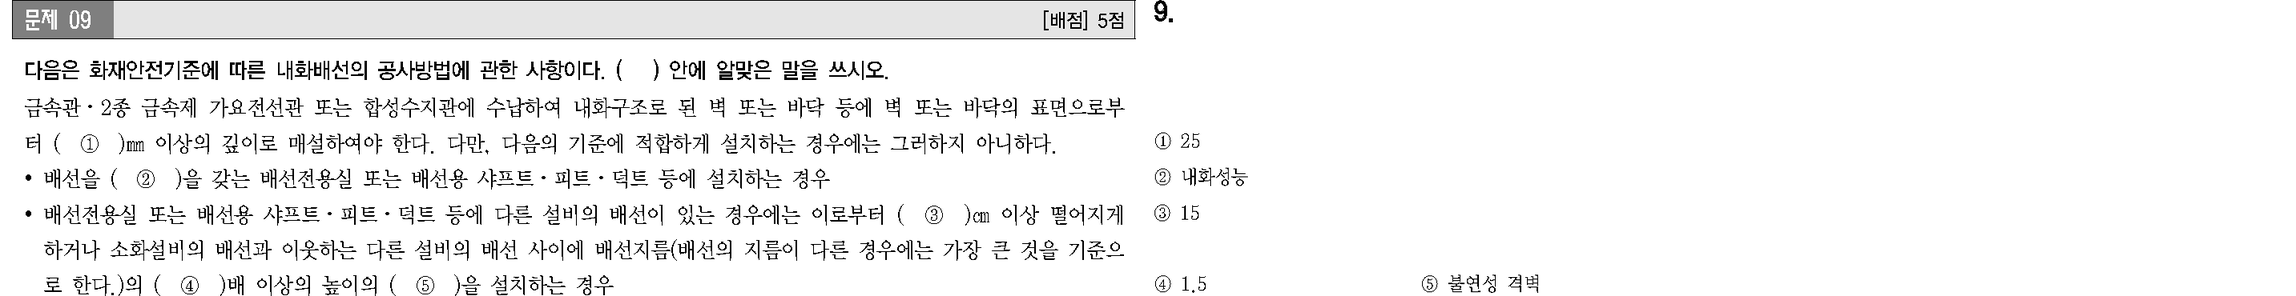 문제 09
[배점] 5점
다음은 화재안전기준에 따른 내화배선의 공사방법에 관한 사항이다. ( ) 안에 알맞은 말을 쓰시오.
금속관·2종 금속제 가요전선관 또는 합성수지관에 수납하여 내화구조로 된 벽 또는 바닥 등에 벽 또는 바닥의 표면으로부
터 ( ① )㎜ 이상의 깊이로 매설하여야 한다. 다만, 다음의 기준에 적합하게 설치하는 경우에는 그러하지 아니하다.
• 배선을 ( ② )을 갖는 배선전용실 또는 배선용 샤프트·피트·덕트 등에 설치하는 경우
• 배선전용실 또는 배선용 샤프트·피트·덕트 등에 다른 설비의 배선이 있는 경우에는 이로부터 ( ③ )㎝ 이상 떨어지게
하거나 소화설비의 배선과 이웃하는 다른 설비의 배선 사이에 배선지름(배선의 지름이 다른 경우에는 가장 큰 것을 기준으
로 한다.)의 ( ④ )배 이상의 높이의 ( ⑤ )을 설치하는 경우
9.
① 25
② 내화성능
③ 15
④ 1.5 ⑤ 불연성 격벽